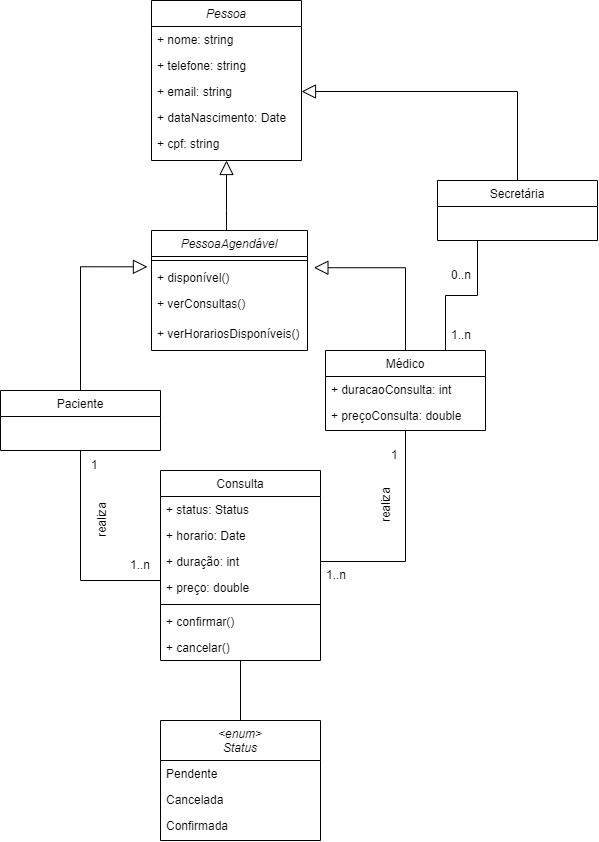 Pessoa
+ nome: string
+ telefone: string
+ email: string
+ dataNascimento: Date
+ cpf: string
Secretária
PessoaAgendável
+ disponível()
+ verConsultas()
+ verHorariosDisponíveis()
0..n
1..n
Médico
+ duracaoConsulta: int
+ preçoConsulta: double
Paciente
1
realiza
1..n
1
realiza
1..n
Consulta
+ status: Status
+ horario: Date
+ duração: int
+ preço: double
+ confirmar()
+ cancelar()
<enum>
Status
Pendente
Cancelada
Confirmada